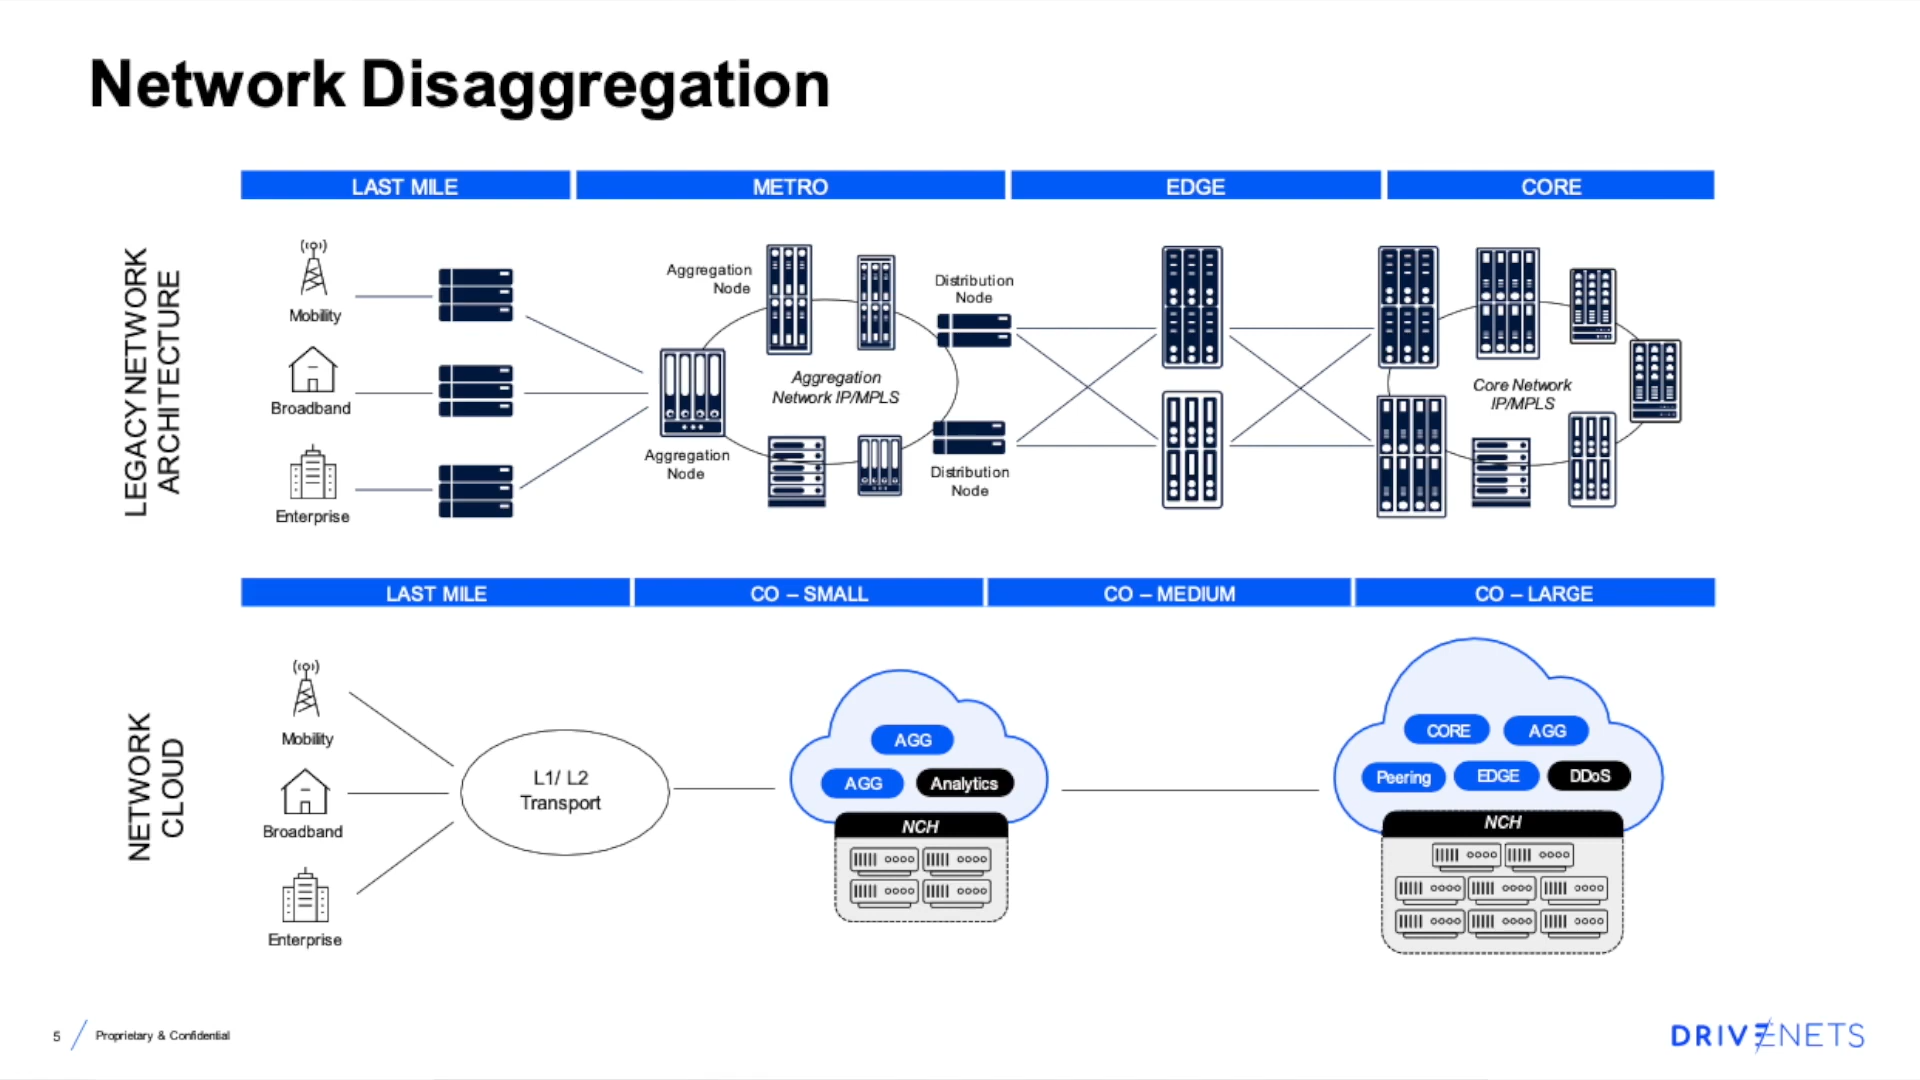 Network Disaggregation
LAST MILE
METRO
EDGE
CORE
LEGACY NETWORK
ARCHITECTURE
Mobility
Broadband
Enterprise
Aggregation
Node
Aggregation
Network IP/MPLS
Aggregation
Node
Distribution
Node
Distribution
Node
Core Network
IP/MPLS
LAST MILE
CO – SMALL
CO – MEDIUM
CO – LARGE
NETWORK
CLOUD
Mobility
Broadband
Enterprise
L1/ L2
Transport
AGG
AGG
Analytics
NCH
CORE
AGG
Peering
EDGE
DDoS
NCH
5
Proprietary & Confidential
DRIVENETS